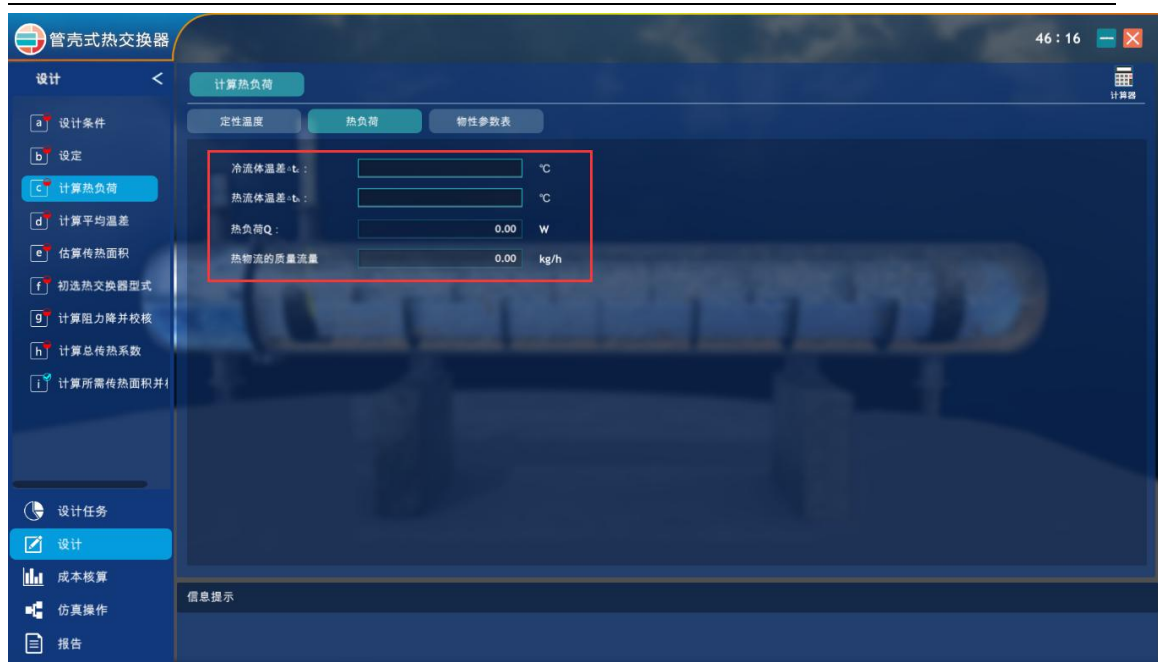 管壳式热交换器
46:16
设计 <
计算热负荷
计算器
定性温度 热负荷 物性参数表
a 设计条件
b 设定
c 计算热负荷
d 计算平均温差
e 估算传热面积
f 初选热交换器型式
g 计算阻力降并校核
h 计算总传热系数
i 计算所需传热面积并
冷流体温差△tc: ℃
热流体温差△th: ℃
热负荷Q: 0.00 W
热物流的质量流量 0.00 kg/h
设计任务
设计
成本核算
仿真操作
报告
信息提示